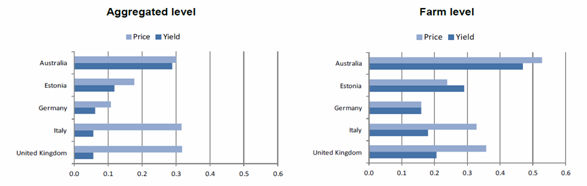 Aggregated level
Price Yield
Australia
Estonia
Germany
Italy
United Kingdom
0.0 0.1 0.2 0.3 0.4 0.5 0.6
Farm level
Price Yield
Australia
Estonia
Germany
Italy
United Kingdom
0.0 0.1 0.2 0.3 0.4 0.5 0.6